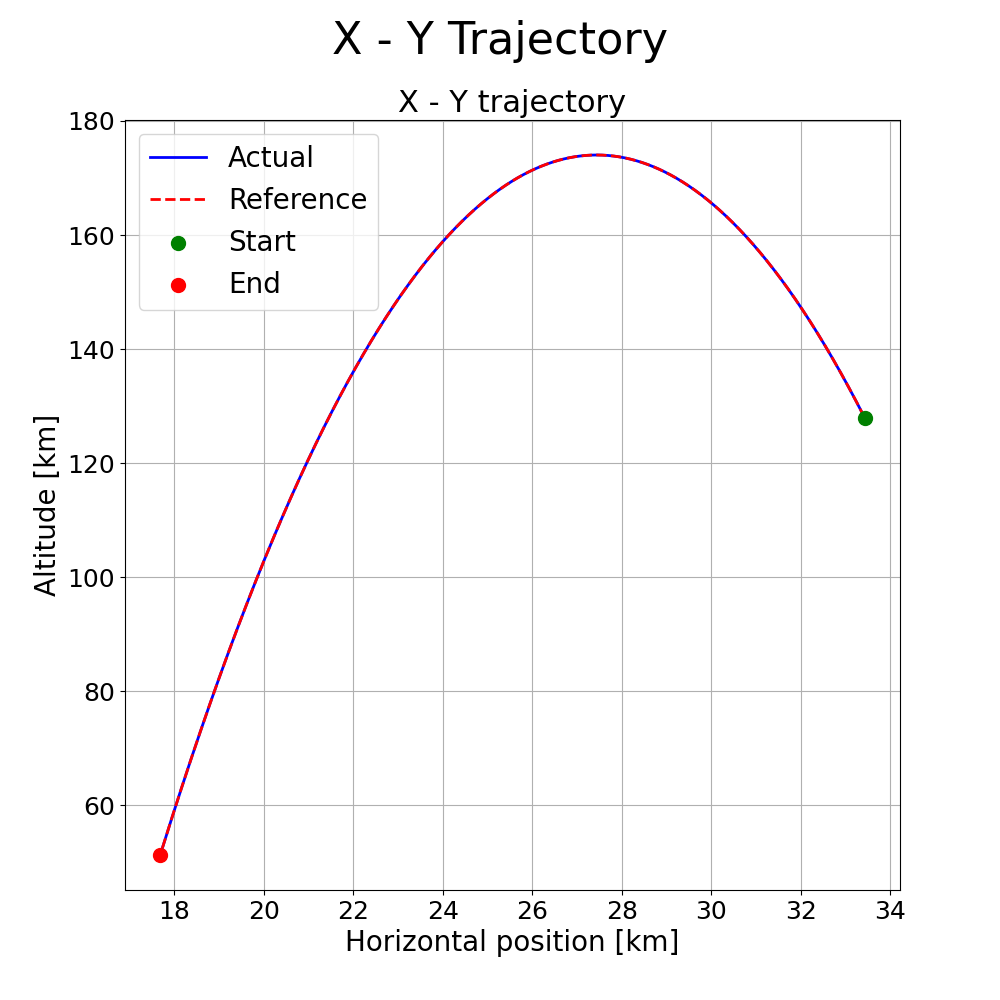 X - Y Trajectory
X - Y trajectory
180
160
140
120
100
80
60
Altitude [km]
Actual
Reference
Start
End
18 20 22 24 26 28 30 32 34
Horizontal position [km]